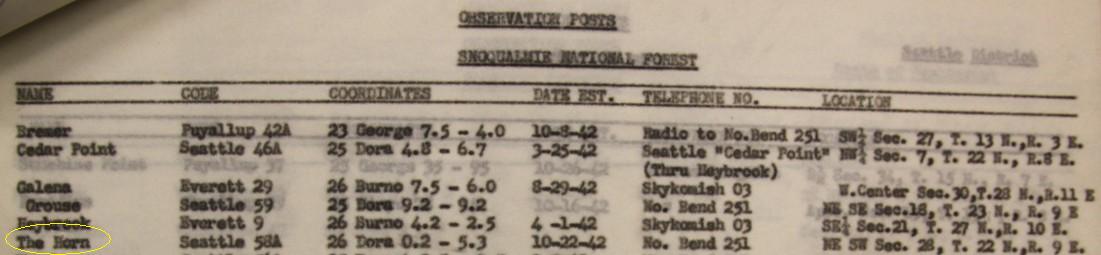 OBSERVATION POSTS
SNOQUALMIE NATIONAL FOREST
Seattle District
NAME CODE COORDINATES DATE EST. TELEPHONE NO. LOCATION
Bremer Puyallup 42A 23 George 7.5 - 4.0 10-8-42 Radio to No.Bend 251 SW¼ Sec. 27, T. 13 N.,R. 3 E.
Cedar Point Seattle 46A 25 Dora 4.8 - 6.7 3-25-42 Seattle "Cedar Point" NW¼ Sec. 7, T. 22 N., R.8 E.
(Thru Heybrook)
Galena Everett 29 26 Burno 7.5 - 6.0 8-29-42 Skykomish 03 W.Center Sec.30,T.28 N.,R.11 E
Grouse Seattle 59 25 Dora 9.2 - 9.2 No. Bend 251 NE SE Sec.18, T. 23 N., R. 9 E
Heybrook Everett 9 26 Burno 4.2 - 2.5 4 -1-42 Skykomish 03 SE¼ Sec.21, T. 27 N.,R. 10 E.
The Horn Seattle 58A 26 Dora 0.2 - 5.3 10-22-42 No. Bend 251 NE SW Sec. 28, T. 22 N.,R. 9 E.